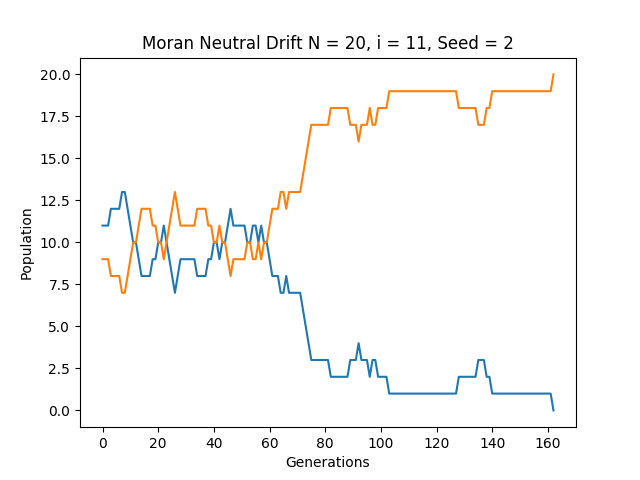 Moran Neutral Drift N = 20, i = 11, Seed = 2
Population
20.0
17.5
15.0
12.5
10.0
7.5
5.0
2.5
0.0
0 20 40 60 80 100 120 140 160
Generations